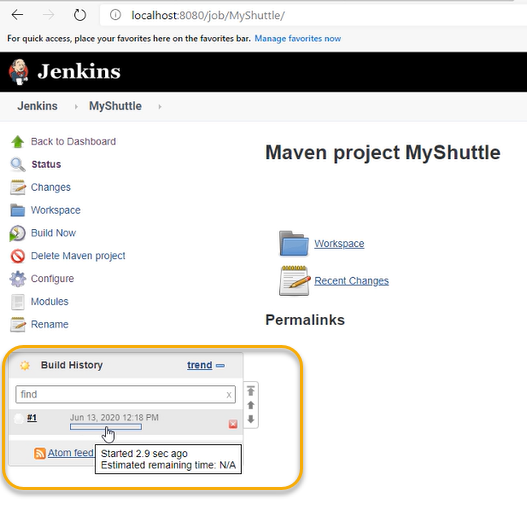 localhost:8080/job/MyShuttle/
For quick access, place your favorites here on the favorites bar. Manage favorites now
Jenkins
Jenkins MyShuttle
Back to Dashboard
Status
Changes
Workspace
Build Now
Delete Maven project
Configure
Modules
Rename
Maven project MyShuttle
Workspace
Recent Changes
Permalinks
Build History trend
find x
#1 Jun 13, 2020 12:18 PM
Atom feed
Started 2.9 sec ago
Estimated remaining time: N/A